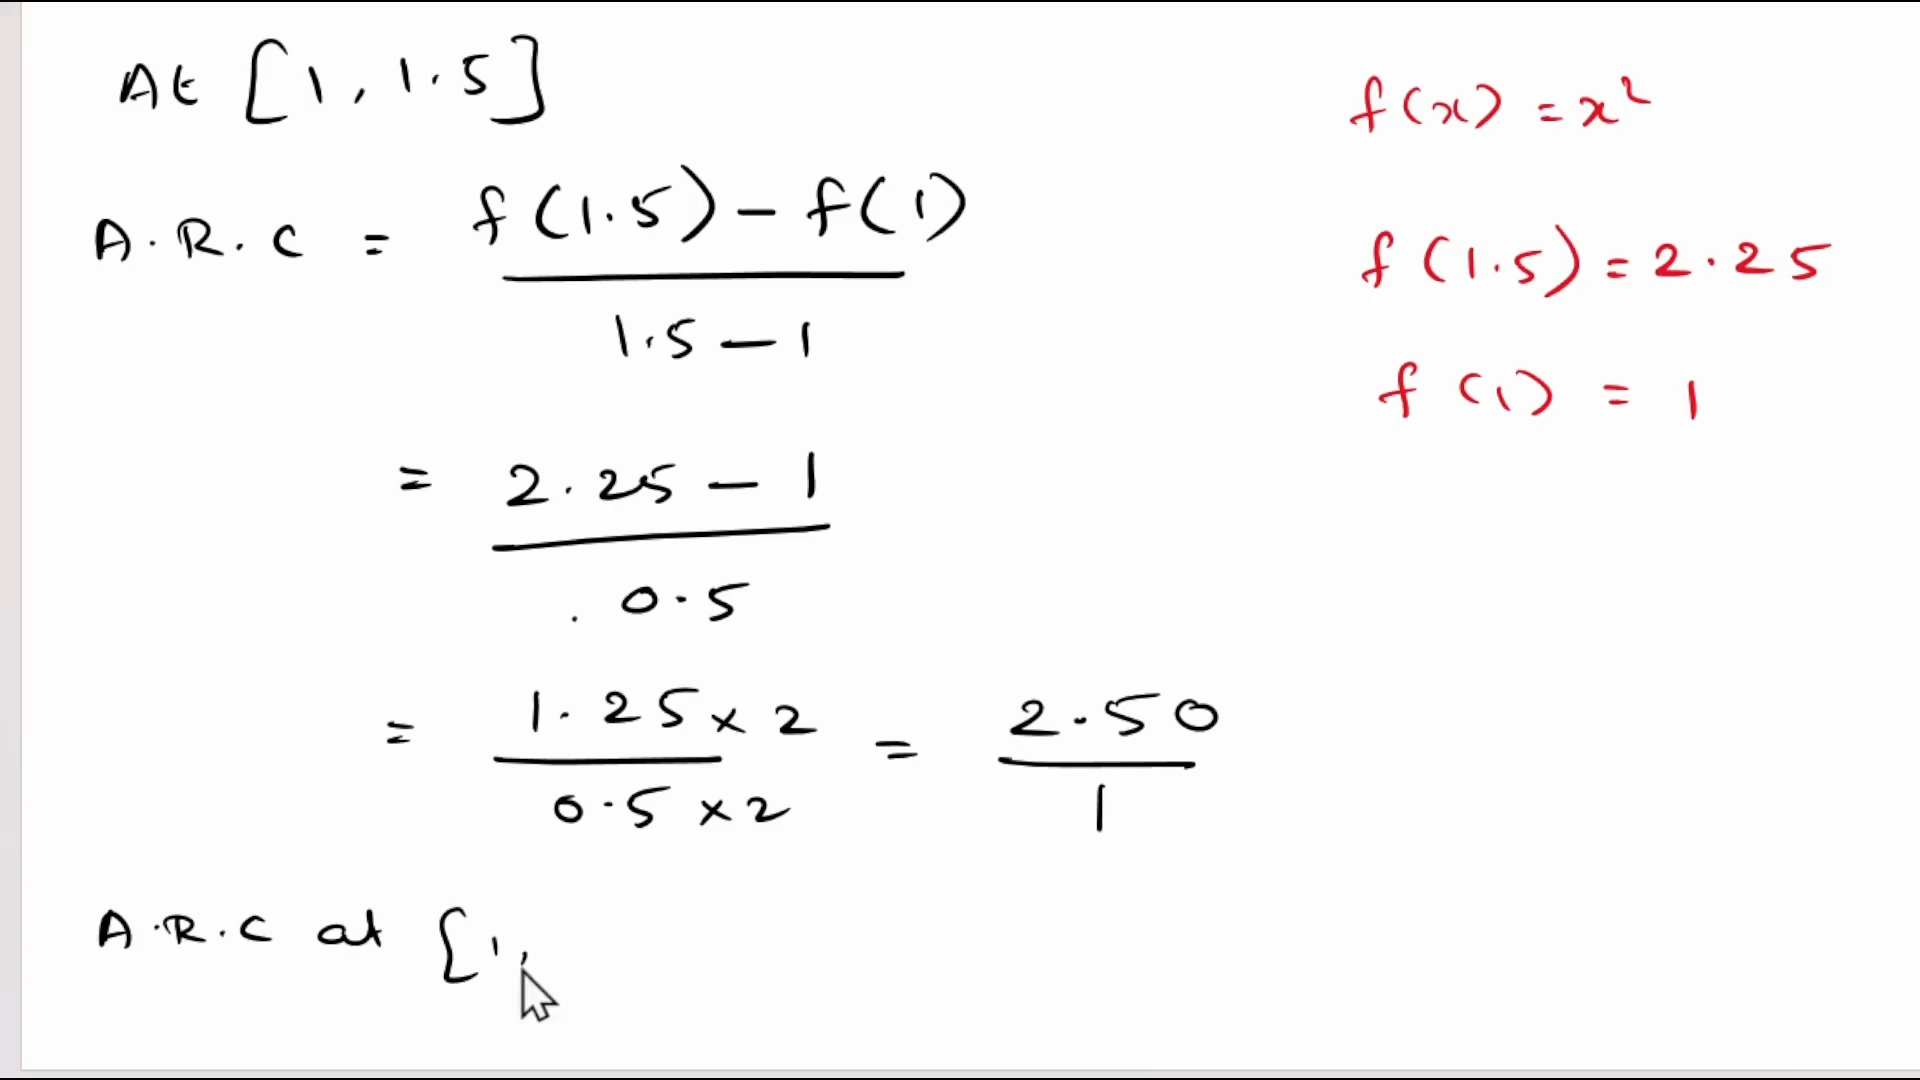 At [1, 1.5]
A.R.C = f(1.5) - f(1)
1.5 - 1
= 2.25 - 1
0.5
= 1.25 x 2 = 2.50
0.5 x 2 1
A.R.C at [1,
f(x) = x²
f(1.5) = 2.25
f(1) = 1